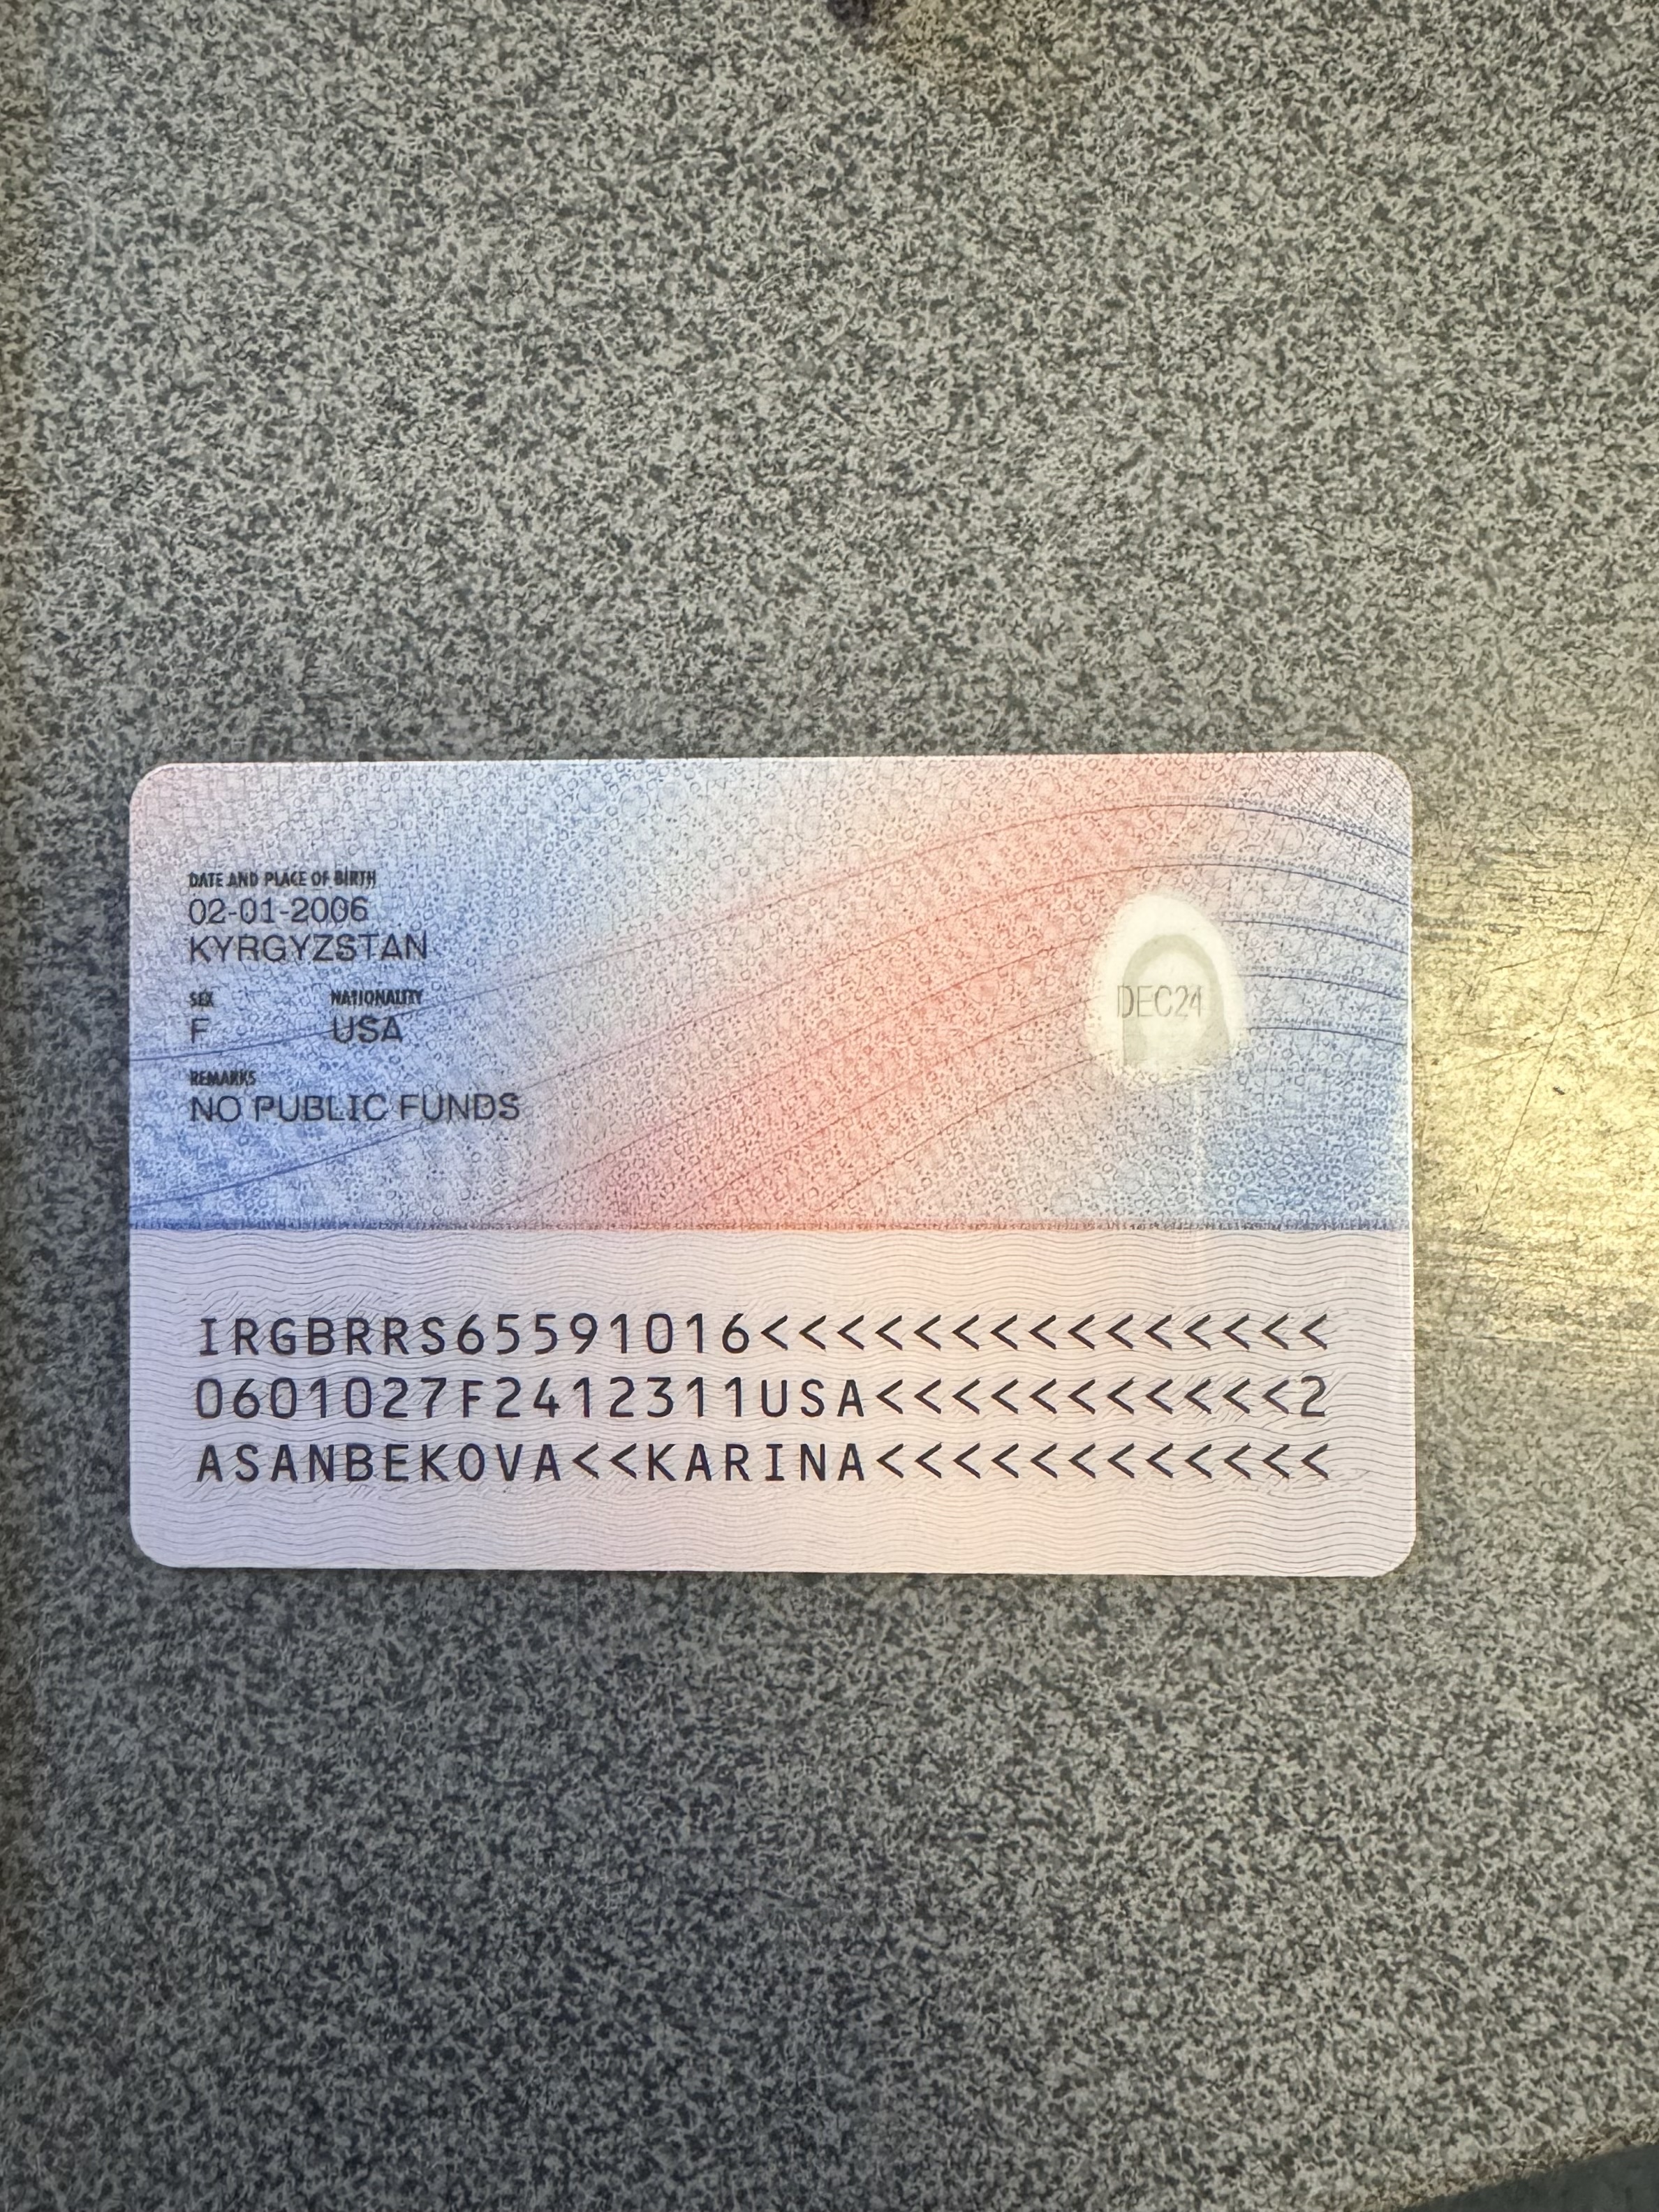 DATE AND PLACE OF BIRTH
02-01-2006
KYRGYZSTAN
SEX NATIONALITY
F USA
REMARKS
NO PUBLIC FUNDS
DEC24
IRGBRRS65591016<<<<<<<<<<<<<<<
0601027F2412311USA<<<<<<<<<<<2
ASANBEKOVA<<KARINA<<<<<<<<<<<<